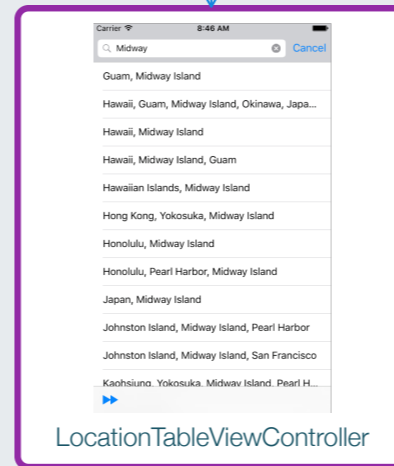 Carrier 8:46 AM
Midway Cancel
Guam, Midway Island
Hawaii, Guam, Midway Island, Okinawa, Japa...
Hawaii, Midway Island
Hawaii, Midway Island, Guam
Hawaiian Islands, Midway Island
Hong Kong, Yokosuka, Midway Island
Honolulu, Midway Island
Honolulu, Pearl Harbor, Midway Island
Japan, Midway Island
Johnston Island, Midway Island, Pearl Harbor
Johnston Island, Midway Island, San Francisco
Kaohsiung, Yokosuka, Midway Island, Pearl H...
LocationTableViewController